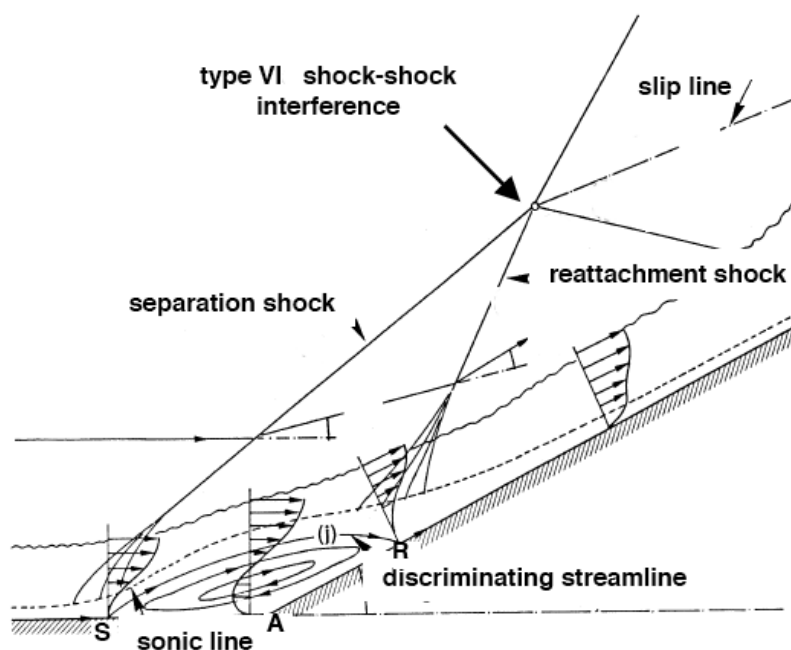 type VI shock-shock
interference
slip line
reattachment shock
separation shock
(j)
R
discriminating streamline
S
A
sonic line